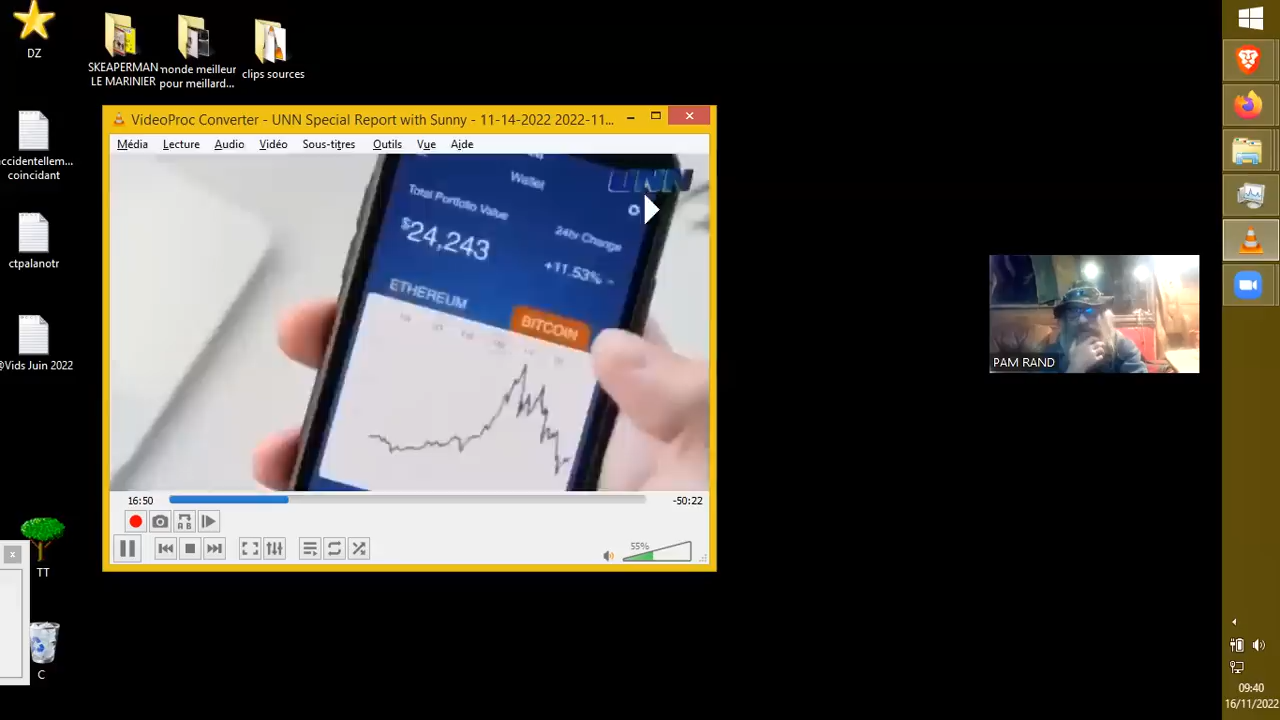 DZ
SKEAPERMAN
LE MARINIER
monde meilleur
pour meillard...
clips sources
ccidentellem...
coincidant
ctpalanotr
@Vids Juin 2022
TT
C
VideoProc Converter - UNN Special Report with Sunny - 11-14-2022 2022-11...
Média Lecture Audio Vidéo Sous-titres Outils Vue Aide
UNN
Wallet
Total Portfolio Value
$24,243
24hr Change
+11.53%
ETHEREUM
BITCOIN
16:50
-50:22
55%
PAM RAND
09:40
16/11/2022